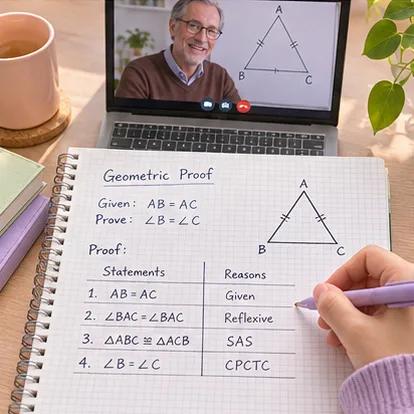 A
B
C
Geometric Proof
Given: AB = AC
Prove: ∠B = ∠C
A
B
C
Proof:
Statements Reasons
1. AB = AC Given
2. ∠BAC = ∠BAC Reflexive
3. △ABC ≅ △ACB SAS
4. ∠B = ∠C CPCTC